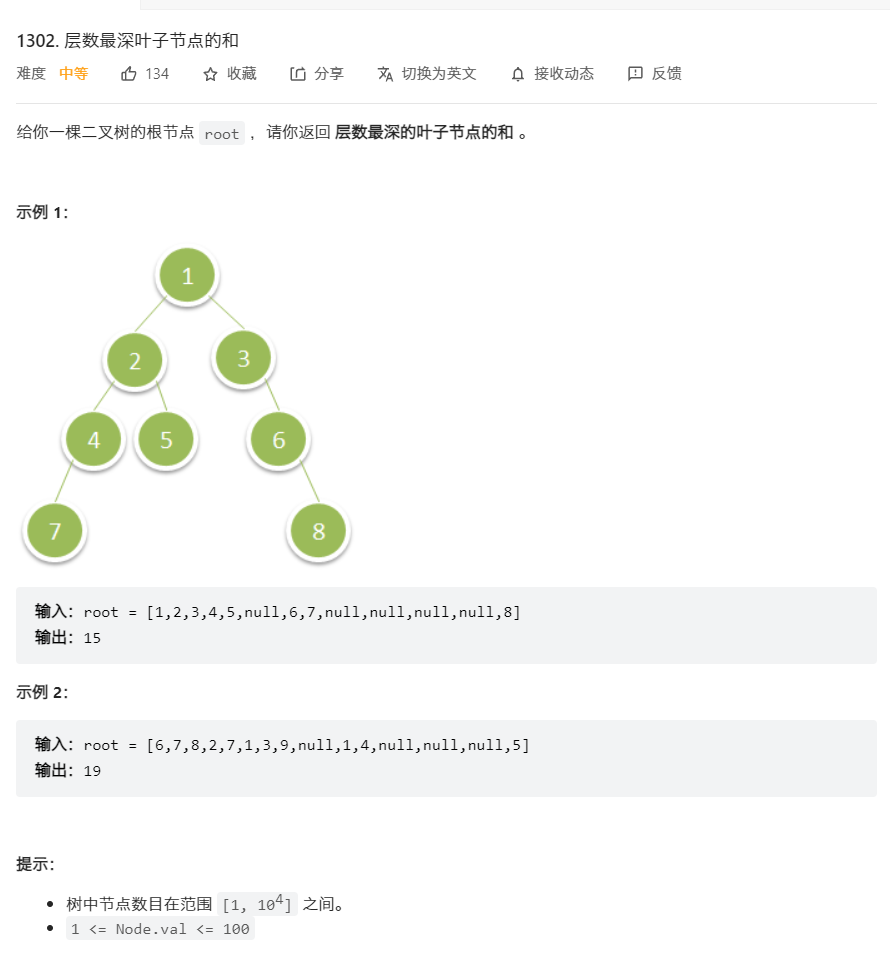 1302. 层数最深叶子节点的和
难度 中等 134 收藏 分享 切换为英文 接收动态 反馈
给你一棵二叉树的根节点 root ，请你返回 层数最深的叶子节点的和 。
示例 1：
1
2 3
4 5 6
7 8
输入：root = [1,2,3,4,5,null,6,7,null,null,null,null,8]
输出：15
示例 2：
输入：root = [6,7,8,2,7,1,3,9,null,1,4,null,null,null,5]
输出：19
提示：
• 树中节点数目在范围 [1, 10⁴] 之间。
• 1 <= Node.val <= 100